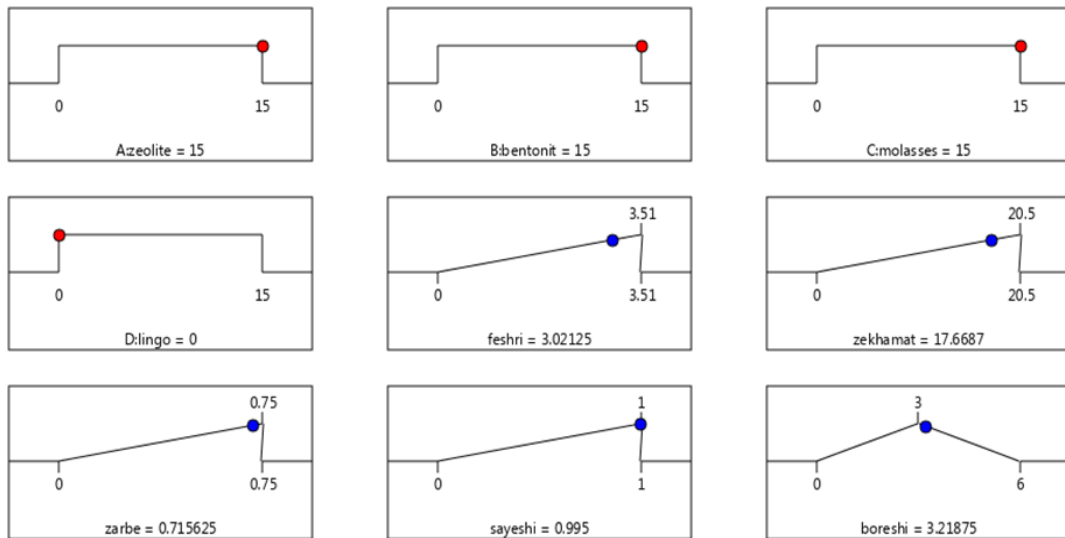 0 15 0 15 0 15
A:zeolite = 15 B:bentonit = 15 C:molasses = 15
3.51 20.5
0 15 0 3.51 0 20.5
D:lingo = 0 feshri = 3.02125 zekhamat = 17.6687
0.75 1 3
0 0.75 0 1 0 6
zarbe = 0.715625 sayeshi = 0.995 boreshi = 3.21875